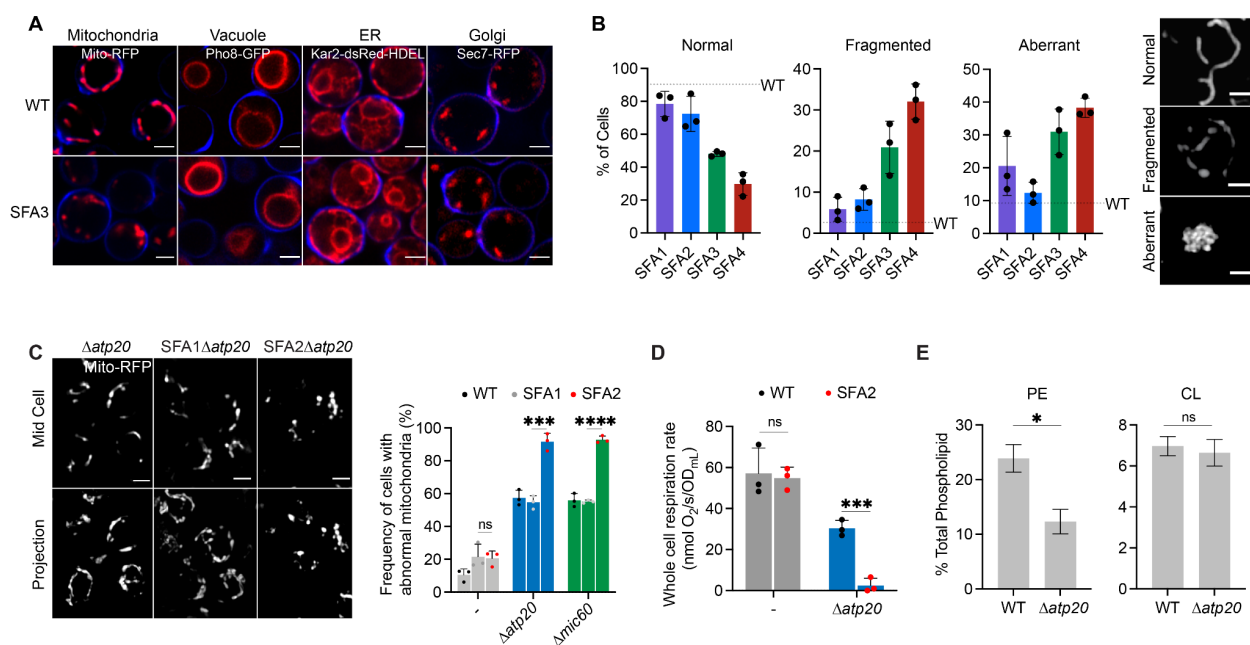 A
Mitochondria
Mito-RFP
Vacuole
Pho8-GFP
ER
Kar2-dsRed-HDEL
Golgi
Sec7-RFP
WT
SFA3
B
Normal
Fragmented
Aberrant
% of Cells
100
80
60
40
20
0
WT
SFA1
SFA2
SFA3
SFA4
40
30
20
10
0
WT
SFA1
SFA2
SFA3
SFA4
50
40
30
20
10
0
WT
SFA1
SFA2
SFA3
SFA4
Normal
Fragmented
Aberrant
C
Δatp20
SFA1Δatp20
SFA2Δatp20
Mito-RFP
Mid Cell
Projection
WT
SFA1
SFA2
Frequency of cells with
abnormal mitochondria (%)
100
80
60
40
20
0
ns
***
****
-
Δatp20
Δmic60
D
WT
SFA2
Whole cell respiration rate
(nmol O2/s/ODmL)
80
60
40
20
0
ns
***
-
Δatp20
E
PE
% Total Phospholipid
30
20
10
0
*
WT
Δatp20
CL
8
6
4
2
0
ns
WT
Δatp20